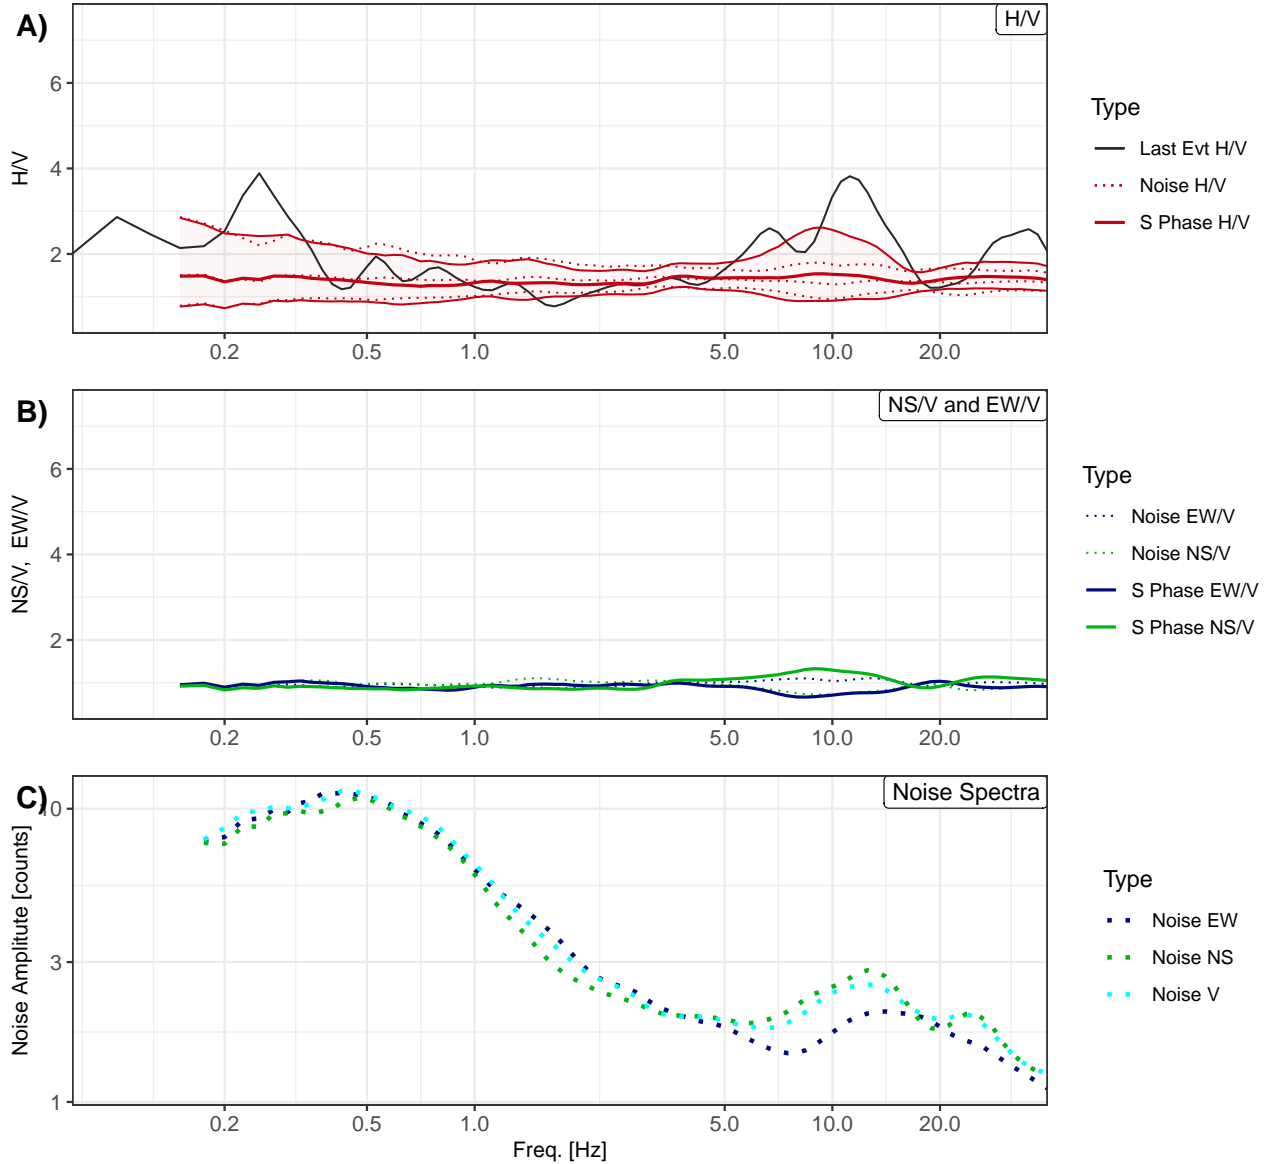 A)
H/V
H/V
6
4
2
0.2 0.5 1.0 5.0 10.0 20.0
Type
Last Evt H/V
Noise H/V
S Phase H/V
B)
NS/V and EW/V
NS/V, EW/V
6
4
2
0.2 0.5 1.0 5.0 10.0 20.0
Type
Noise EW/V
Noise NS/V
S Phase EW/V
S Phase NS/V
C)
Noise Spectra
Noise Amplitude [counts]
0
3
1
0.2 0.5 1.0 5.0 10.0 20.0
Freq. [Hz]
Type
Noise EW
Noise NS
Noise V